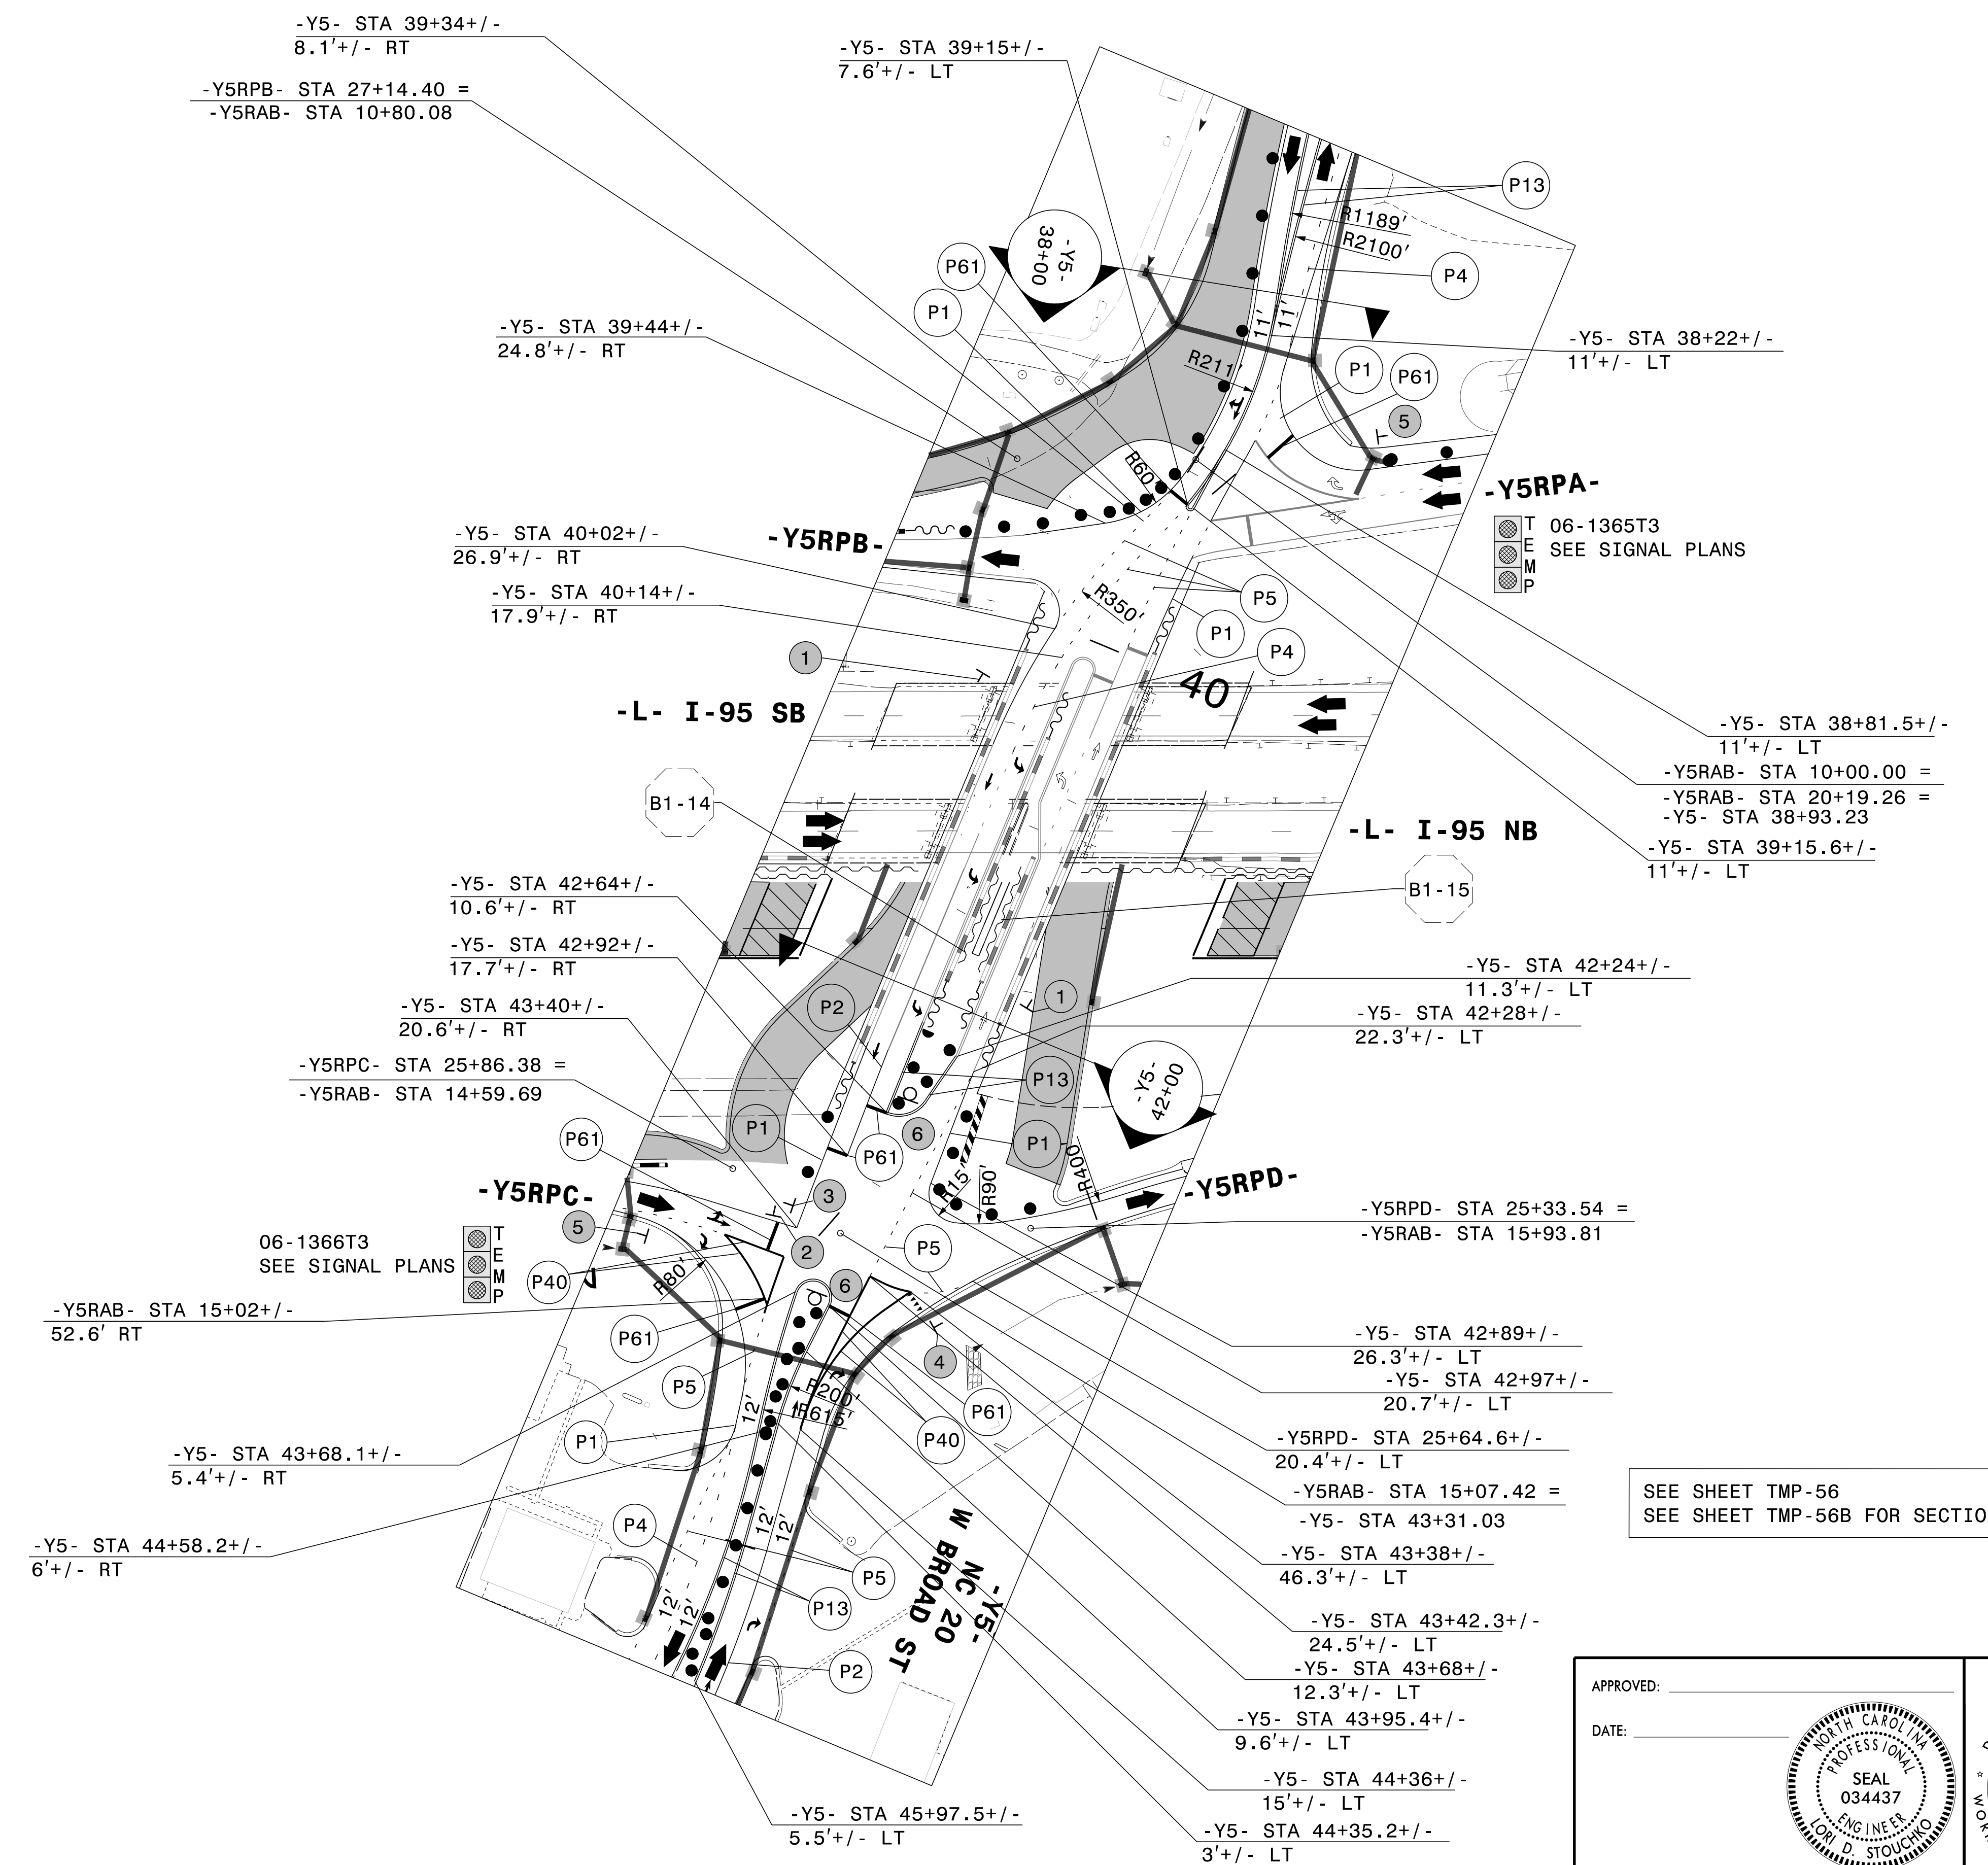 -Y5- STA 39+34+/-
8.1'+/- RT
-Y5RPB- STA 27+14.40 =
-Y5RAB- STA 10+80.08
-Y5- STA 39+15+/-
7.6'+/- LT
P13
R1189'
R2100'
P4
-Y5-
38+00
P61
P1
-Y5- STA 39+44+/-
24.8'+/- RT
11'
11'
-Y5- STA 38+22+/-
11'+/- LT
R211'
P1
P61
5
R60'
-Y5RPA-
T
E
M
P
06-1365T3
SEE SIGNAL PLANS
-Y5- STA 40+02+/-
26.9'+/- RT
-Y5RPB-
-Y5- STA 40+14+/-
17.9'+/- RT
R350'
P5
P1
P4
1
40
-L- I-95 SB
-Y5- STA 38+81.5+/-
11'+/- LT
-Y5RAB- STA 10+00.00 =
-Y5RAB- STA 20+19.26 =
-Y5- STA 38+93.23
-Y5- STA 39+15.6+/-
11'+/- LT
B1-14
-L- I-95 NB
B1-15
-Y5- STA 42+64+/-
10.6'+/- RT
-Y5- STA 42+92+/-
17.7'+/- RT
-Y5- STA 43+40+/-
20.6'+/- RT
-Y5RPC- STA 25+86.38 =
-Y5RAB- STA 14+59.69
-Y5- STA 42+24+/-
11.3'+/- LT
-Y5- STA 42+28+/-
22.3'+/- LT
P2
1
P13
-Y5-
42+00
P1
P61
6
P1
P61
R400'
R15'
R90'
-Y5RPC-
3
-Y5RPD-
5
2
P5
-Y5RPD- STA 25+33.54 =
-Y5RAB- STA 15+93.81
06-1366T3
SEE SIGNAL PLANS
T
E
M
P
P40
R80'
6
-Y5RAB- STA 15+02+/-
52.6' RT
P61
4
-Y5- STA 42+89+/-
26.3'+/- LT
-Y5- STA 42+97+/-
20.7'+/- LT
P5
R200'
R615'
12'
P61
P40
P1
-Y5RPD- STA 25+64.6+/-
20.4'+/- LT
-Y5- STA 43+68.1+/-
5.4'+/- RT
-Y5RAB- STA 15+07.42 =
-Y5- STA 43+31.03
SEE SHEET TMP-56
SEE SHEET TMP-56B FOR SECTIO
P4
12'
12'
-Y5- STA 44+58.2+/-
6'+/- RT
P5
-Y5- STA 43+38+/-
46.3'+/- LT
P13
12'
12'
-Y5-
NC 20
W BROAD ST
-Y5- STA 43+42.3+/-
24.5'+/- LT
P2
-Y5- STA 43+68+/-
12.3'+/- LT
-Y5- STA 43+95.4+/-
9.6'+/- LT
-Y5- STA 44+36+/-
15'+/- LT
-Y5- STA 45+97.5+/-
5.5'+/- LT
-Y5- STA 44+35.2+/-
3'+/- LT
APPROVED:
DATE:
NORTH CAROLINA
PROFESSIONAL
SEAL
034437
ENGINEER
LORI D. STOUCHKO